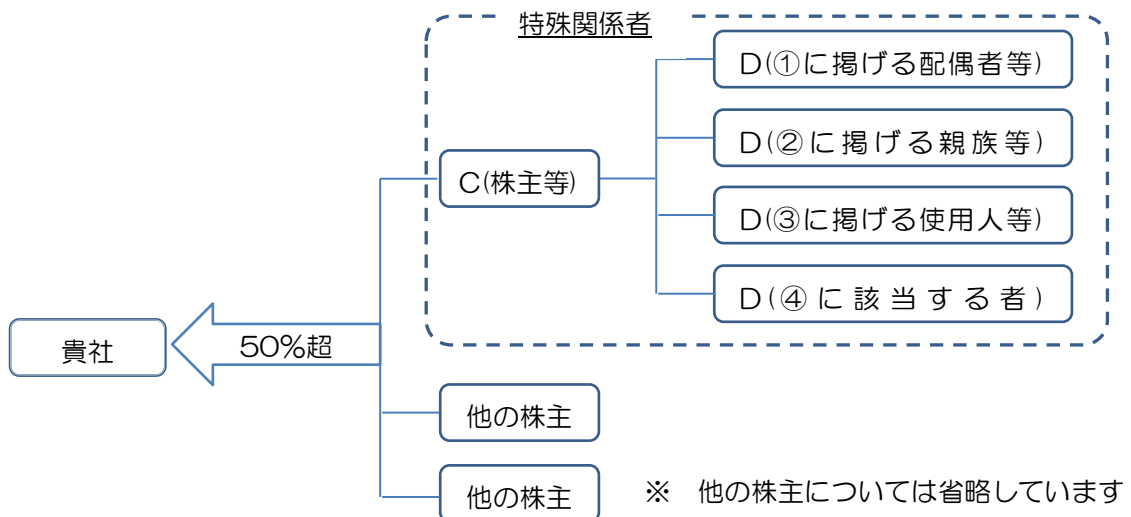 特殊関係者
D(①に掲げる配偶者等)
D(②に掲げる親族等)
C(株主等)
D(③に掲げる使用人等)
D(④に該当する者)
貴社
50%超
他の株主
他の株主
※　他の株主については省略しています